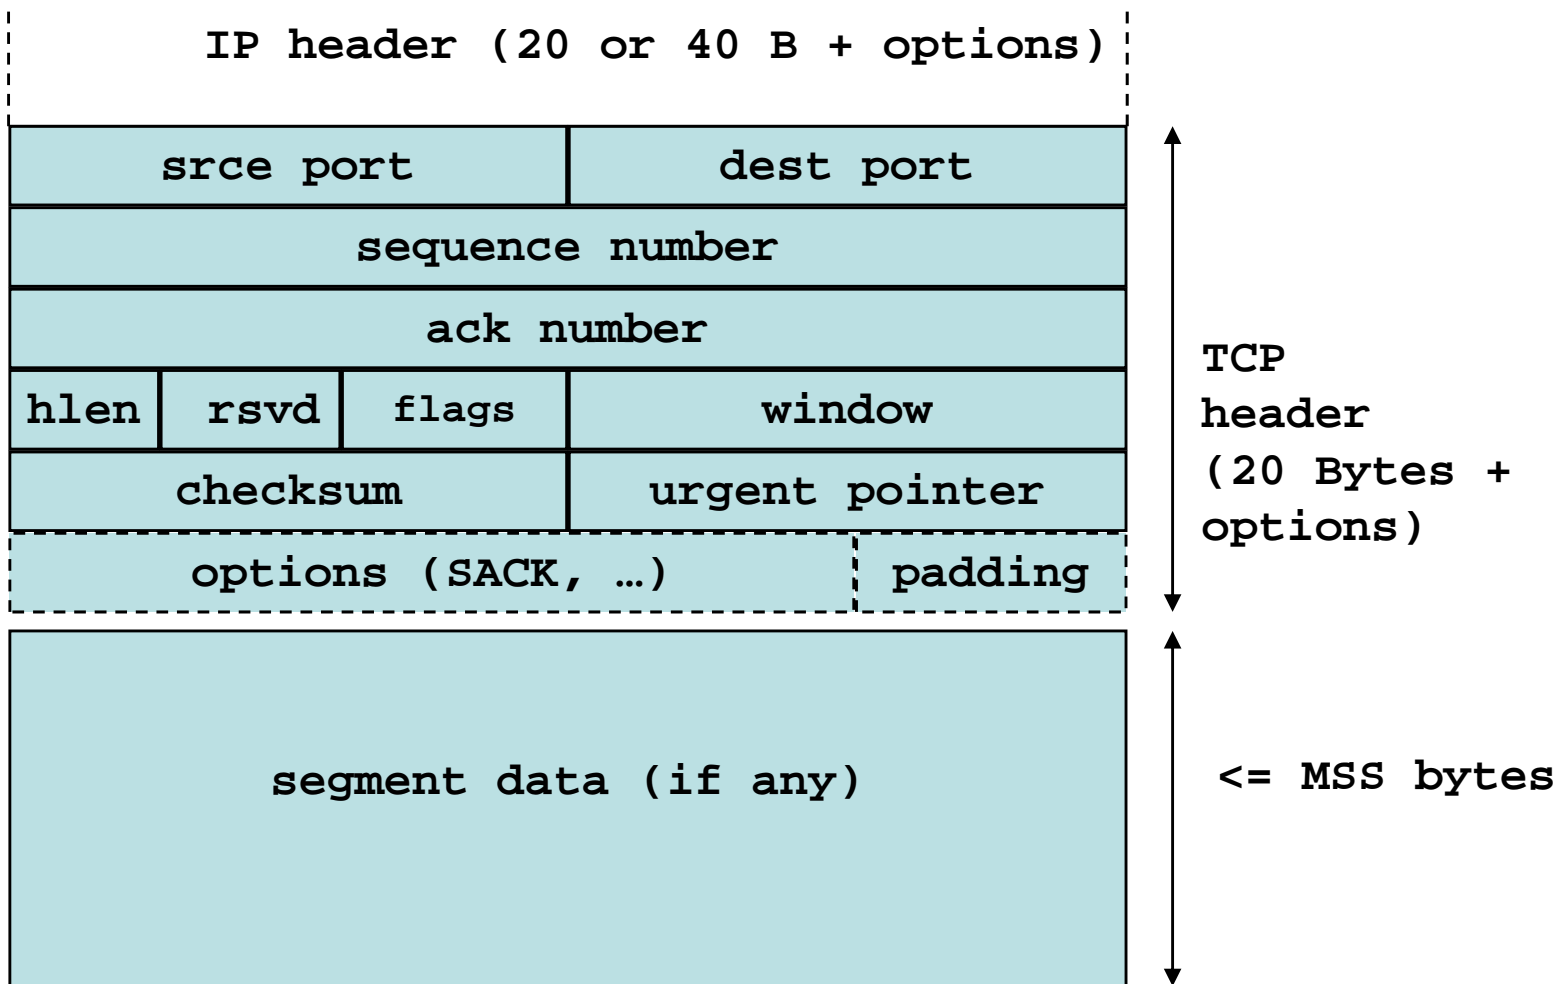 IP header (20 or 40 B + options)
srce port
dest port
sequence number
ack number
hlen
rsvd
flags
window
checksum
urgent pointer
options (SACK, …)
padding
TCP
header
(20 Bytes +
options)
segment data (if any)
<= MSS bytes